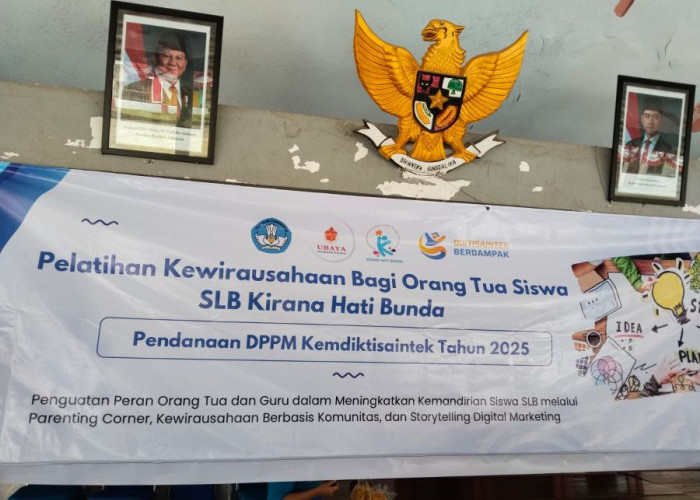 BHINNEKA TUNGGAL IKA
UBAYA
DIKTISAINTEK
BERDAMPAK
Pelatihan Kewirausahaan Bagi Orang Tua Siswa
SLB Kirana Hati Bunda
Pendanaan DPPM Kemdiktisaintek Tahun 2025
IDEA
PLAN
Penguatan Peran Orang Tua dan Guru dalam Meningkatkan Kemandirian Siswa SLB melalui
Parenting Corner, Kewirausahaan Berbasis Komunitas, dan Storytelling Digital Marketing